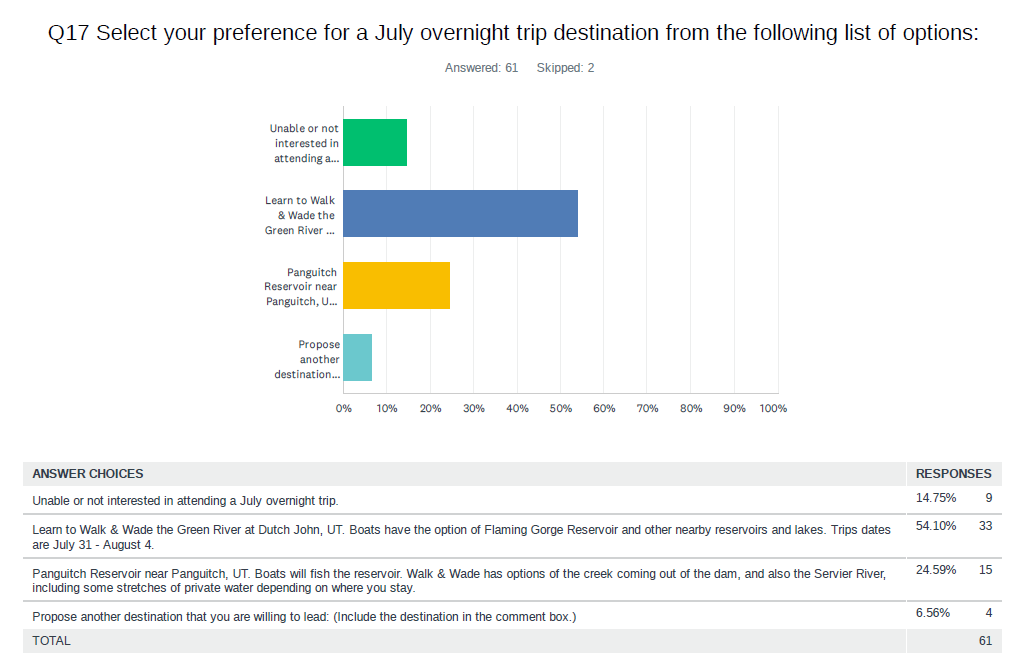 Q17 Select your preference for a July overnight trip destination from the following list of options:
Answered: 61 Skipped: 2
Unable or not
interested in
attending a...
Learn to Walk
& Wade the
Green River ...
Panguitch
Reservoir near
Panguitch, U...
Propose
another
destination...
0% 10% 20% 30% 40% 50% 60% 70% 80% 90% 100%
ANSWER CHOICES RESPONSES
Unable or not interested in attending a July overnight trip. 14.75% 9
Learn to Walk & Wade the Green River at Dutch John, UT. Boats have the option of Flaming Gorge Reservoir and other nearby reservoirs and lakes. Trips dates 54.10% 33
are July 31 - August 4.
Panguitch Reservoir near Panguitch, UT. Boats will fish the reservoir. Walk & Wade has options of the creek coming out of the dam, and also the Servier River, 24.59% 15
including some stretches of private water depending on where you stay.
Propose another destination that you are willing to lead: (Include the destination in the comment box.) 6.56% 4
TOTAL 61